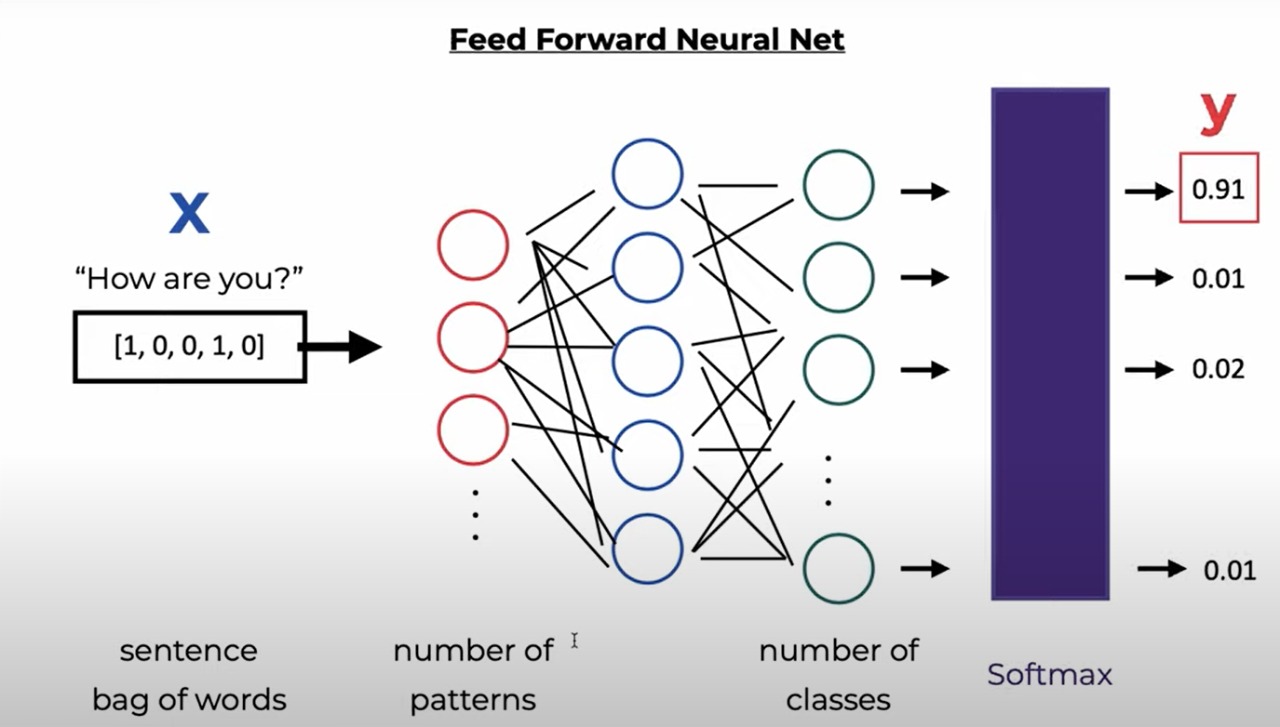 Feed Forward Neural Net
X
“How are you?”
[1, 0, 0, 1, 0]
y
0.91
0.01
0.02
0.01
sentence
bag of words
number of
patterns
number of
classes
Softmax